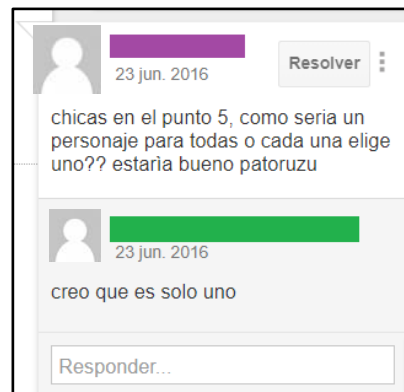 Resolver
23 jun. 2016
chicas en el punto 5, como seria un
personaje para todas o cada una elige
uno?? estarìa bueno patoruzu
23 jun. 2016
creo que es solo uno
Responder...